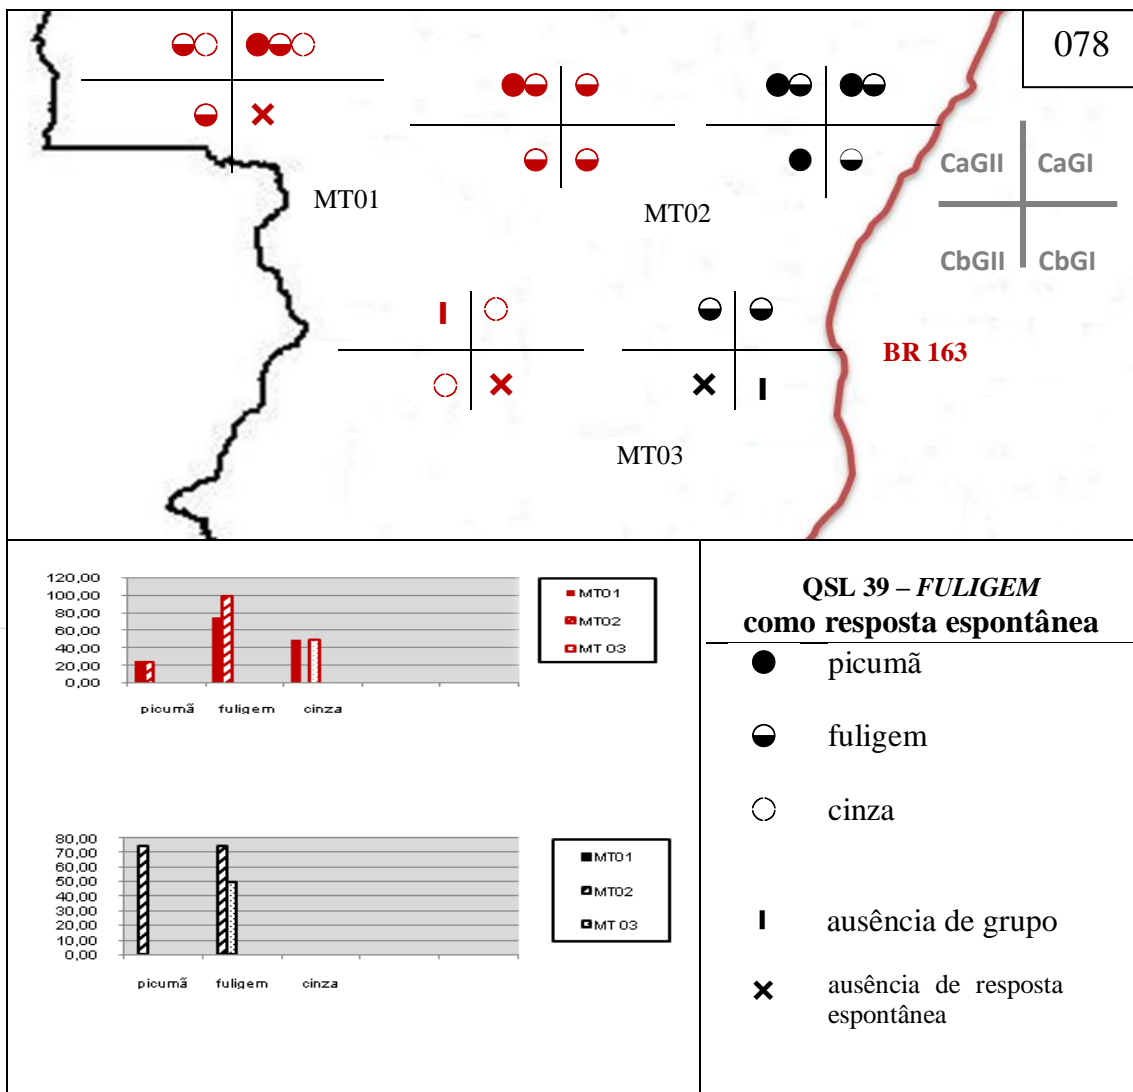 078
CaGII CaGI
CbGII CbGI
MT01
MT02
BR 163
MT03
120,00
100,00
80,00
60,00
40,00
20,00
0,00
picumã fuligem cinza
MT01
MT02
MT 03
80,00
70,00
60,00
50,00
40,00
30,00
20,00
10,00
0,00
picumã fuligem cinza
MT01
MT02
MT 03
QSL 39 – FULIGEM
como resposta espontânea
picumã
fuligem
cinza
ausência de grupo
ausência de resposta
espontânea